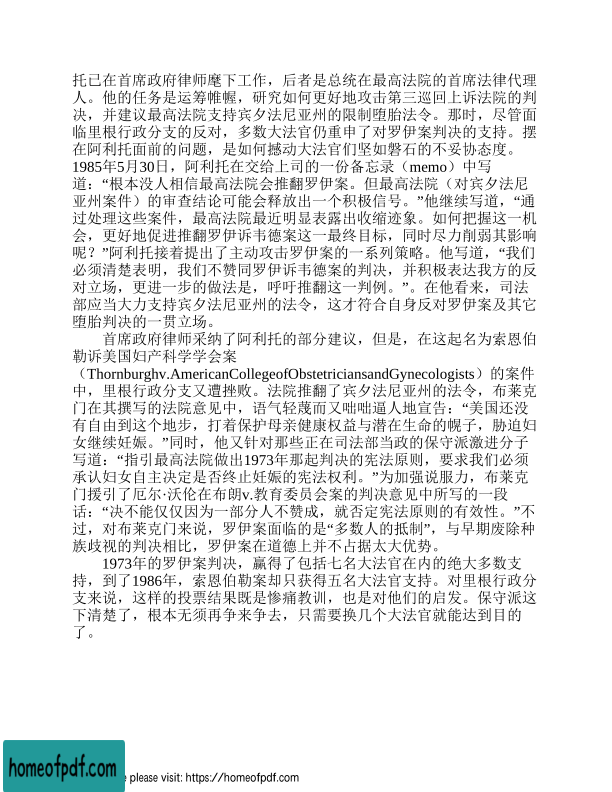 托已在首席政府律师麾下工作，后者是总统在最高法院的首席法律代理
人。他的任务是运筹帷幄，研究如何更好地攻击第三巡回上诉法院的判
决，并建议最高法院支持宾夕法尼亚州的限制堕胎法令。那时，尽管面
临里根行政分支的反对，多数大法官仍重申了对罗伊案判决的支持。摆
在阿利托面前的问题，是如何撼动大法官们坚如磐石的不妥协态度。
1985年5月30日，阿利托在交给上司的一份备忘录（memo）中写
道：“根本没人相信最高法院会推翻罗伊案。但最高法院（对宾夕法尼
亚州案件）的审查结论可能会释放出一个积极信号。”他继续写道，“通
过处理这些案件，最高法院最近明显表露出收缩迹象。如何把握这一机
会，更好地促进推翻罗伊诉韦德案这一最终目标，同时尽力削弱其影响
呢？”阿利托接着提出了主动攻击罗伊案的一系列策略。他写道，“我们
必须清楚表明，我们不赞同罗伊诉韦德案的判决，并积极表达我方的反
对立场，更进一步的做法是，呼吁推翻这一判例。”。在他看来，司法
部应当大力支持宾夕法尼亚州的法令，这才符合自身反对罗伊案及其它
堕胎判决的一贯立场。
首席政府律师采纳了阿利托的部分建议，但是，在这起名为索恩伯
勒诉美国妇产科学学会案
（Thornburghv.AmericanCollegeofObstetriciansandGynecologists）的案件
中，里根行政分支又遭挫败。法院推翻了宾夕法尼亚州的法令，布莱克
门在其撰写的法院意见中，语气轻蔑而又咄咄逼人地宣告：“美国还没
有自由到这个地步，打着保护母亲健康权益与潜在生命的幌子，胁迫妇
女继续妊娠。”同时，他又针对那些正在司法部当政的保守派激进分子
写道：“指引最高法院做出1973年那起判决的宪法原则，要求我们必须
承认妇女自主决定是否终止妊娠的宪法权利。”为加强说服力，布莱克
门援引了厄尔·沃伦在布朗v.教育委员会案的判决意见中所写的一段
话：“决不能仅仅因为一部分人不赞成，就否定宪法原则的有效性。”不
过，对布莱克门来说，罗伊案面临的是“多数人的抵制”，与早期废除种
族歧视的判决相比，罗伊案在道德上并不占据太大优势。
1973年的罗伊案判决，赢得了包括七名大法官在内的绝大多数支
持，到了1986年，索恩伯勒案却只获得五名大法官支持。对里根行政分
支来说，这样的投票结果既是惨痛教训，也是对他们的启发。保守派这
下清楚了，根本无须再争来争去，只需要换几个大法官就能达到目的
了。
homeofpdf.com
please visit: https://homeofpdf.com